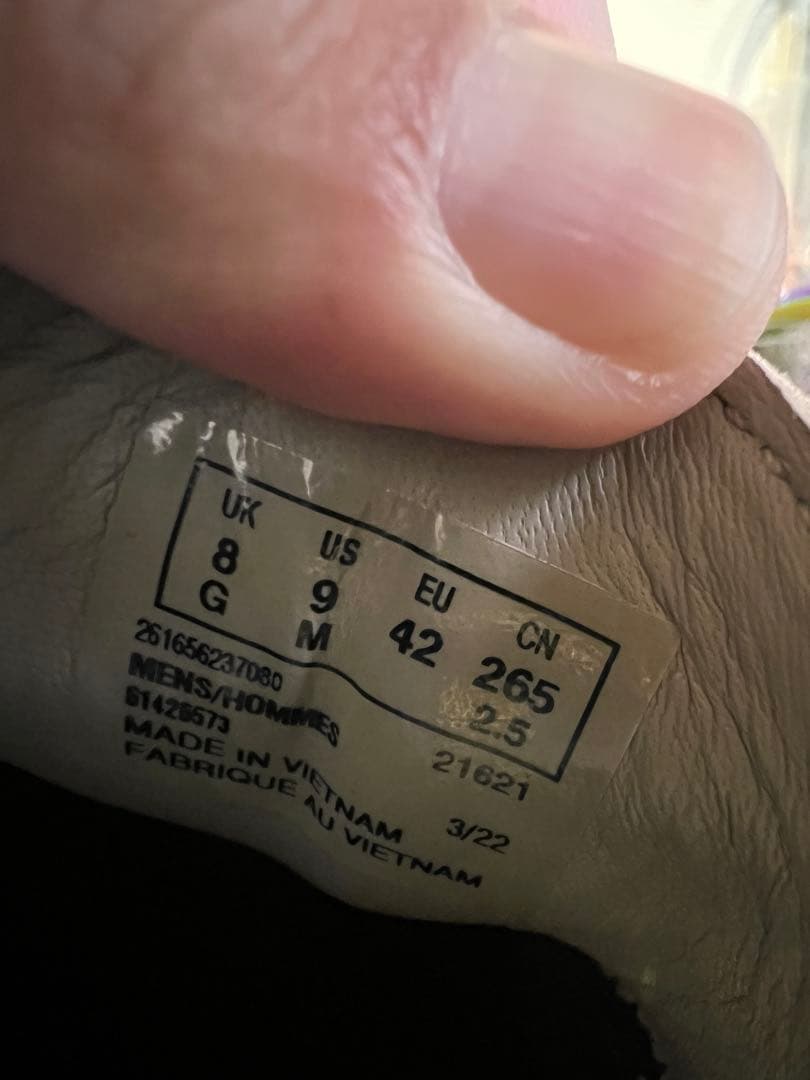 UK US EU CN
8 9 42 265
G M 2.5
261656237080
MENS/HOMMES
61426573 21621
MADE IN VIETNAM 3/22
FABRIQUE AU VIETNAM